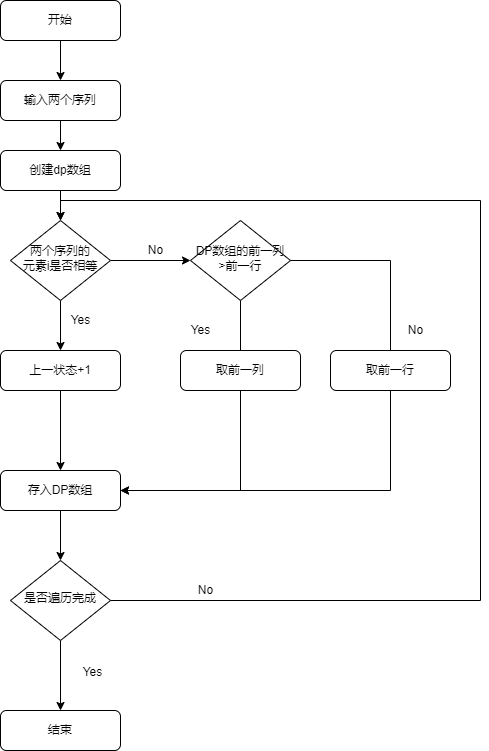 开始
输入两个序列
创建dp数组
两个序列的
元素i是否相等
No
DP数组的前一列
>前一行
Yes
Yes
No
上一状态+1
取前一列
取前一行
存入DP数组
是否遍历完成
No
Yes
结束